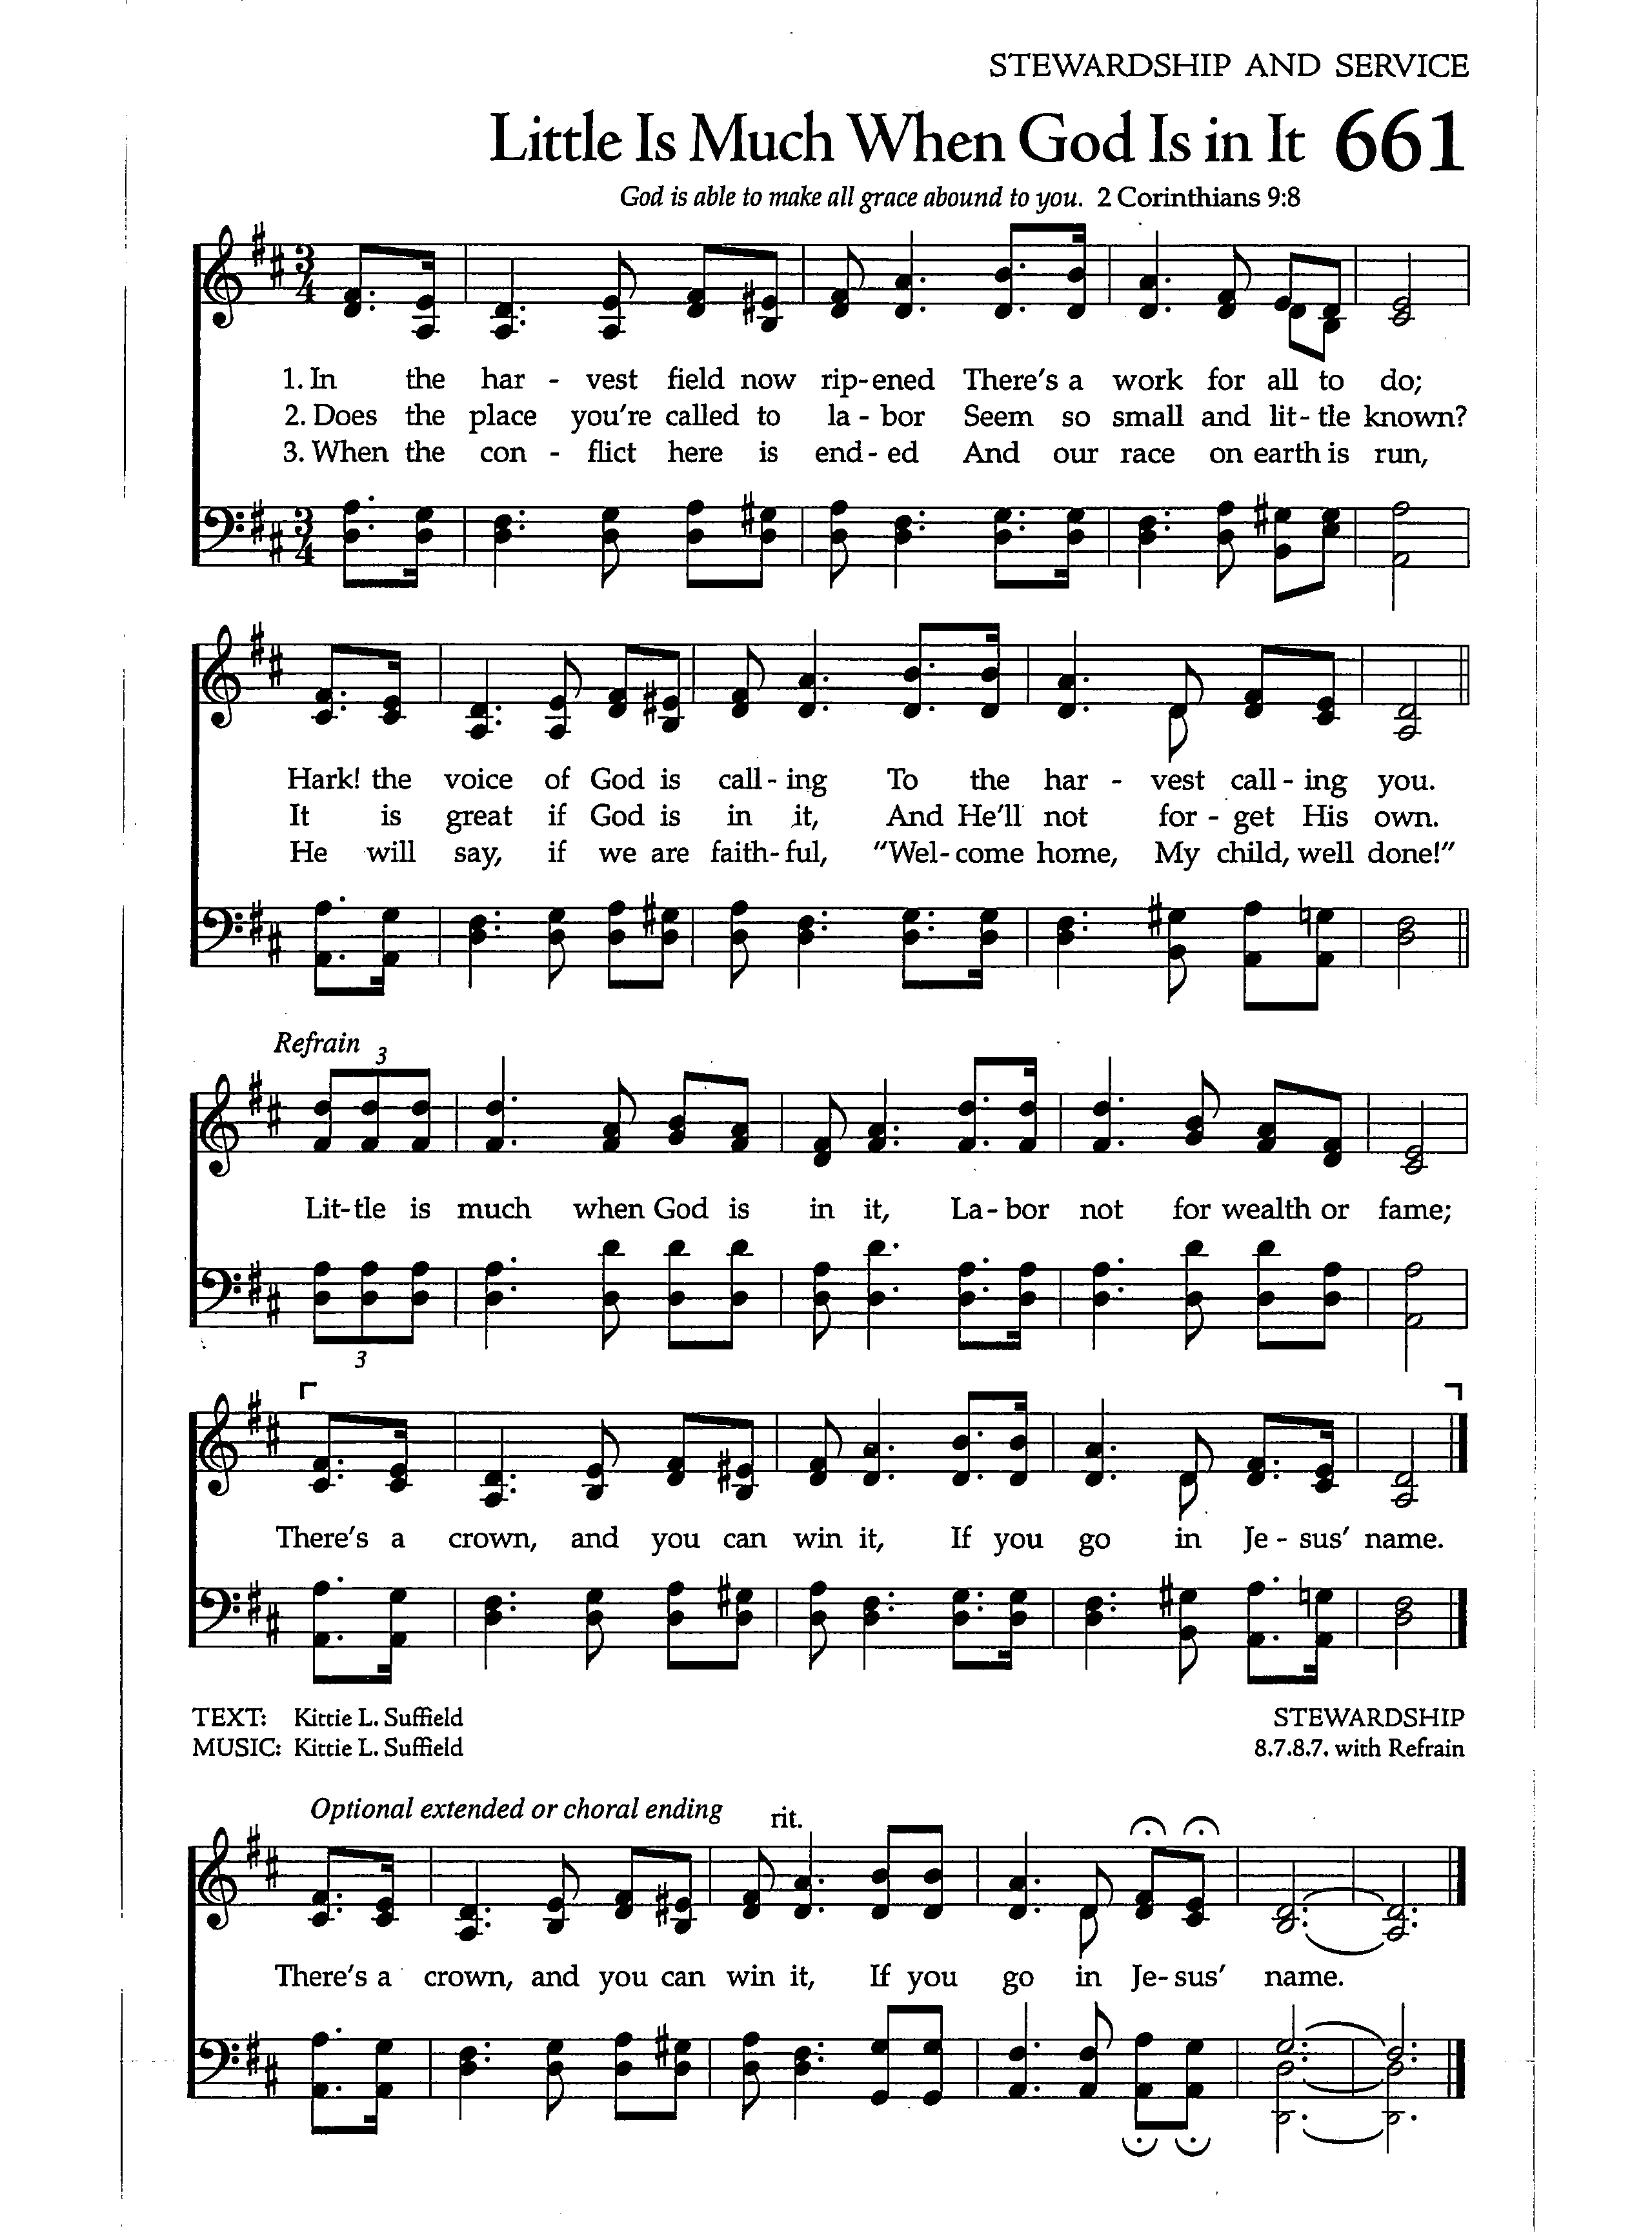 STEWARDSHIP AND SERVICE
Little Is Much When God Is in It 661
God is able to make all grace abound to you. 2 Corinthians 9:8
3 4
1. In the har - vest field now rip - ened There's a work for all to do;
2. Does the place you're called to la - bor Seem so small and lit - tle known?
3. When the con - flict here is end - ed And our race on earth is run,
3 4
Hark! the voice of God is call - ing To the har - vest call - ing you.
It is great if God is in it, And He'll not for - get His own.
He will say, if we are faith - ful, "Wel - come home, My child, well done!"
Refrain
3
Lit - tle is much when God is in it, La - bor not for wealth or fame;
3
There's a crown, and you can win it, If you go in Je - sus' name.
TEXT: Kittie L. Suffield
MUSIC: Kittie L. Suffield
STEWARDSHIP
8.7.8.7. with Refrain
Optional extended or choral ending
rit.
There's a crown, and you can win it, If you go in Je - sus' name.